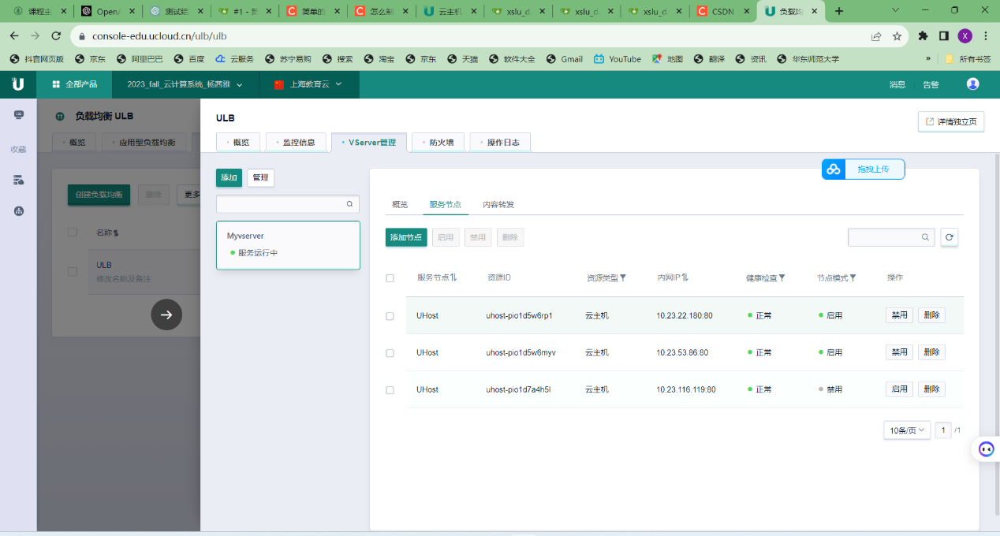 课程主 OpenA 测试链 #1 - 简单的 怎么制 云主机 xslu_d xslu_d xslu_d CSDN 负载均
console-edu.ucloud.cn/ulb/ulb
抖音网页版 京东 阿里巴巴 百度 云服务 苏宁易购 搜索 淘宝 京东 天猫 软件大全 Gmail YouTube 地图 翻译 资讯 华东师范大学 » 所有书签
全部产品 2023_fall_云计算系统_杨茜雅 上海教育云 消息 告警
收藏
负载均衡 ULB
概览 应用型负载均衡
创建负载均衡 删除 更多
名称
ULB
修改名称及备注
ULB
详情独立页
概览 监控信息 VServer管理 防火墙 操作日志
拖拽上传
添加 管理
Myvserver
服务运行中
概览 服务节点 内容转发
添加节点 启用 禁用 删除
服务节点 资源ID 资源类型 内网IP 健康检查 节点模式 操作
UHost uhost-pio1d5w6rp1 云主机 10.23.22.180:80 正常 启用 禁用 删除
UHost uhost-pio1d5w6myv 云主机 10.23.53.86:80 正常 启用 禁用 删除
UHost uhost-pio1d7a4h5l 云主机 10.23.116.119:80 正常 禁用 启用 删除
10条/页 1 /1